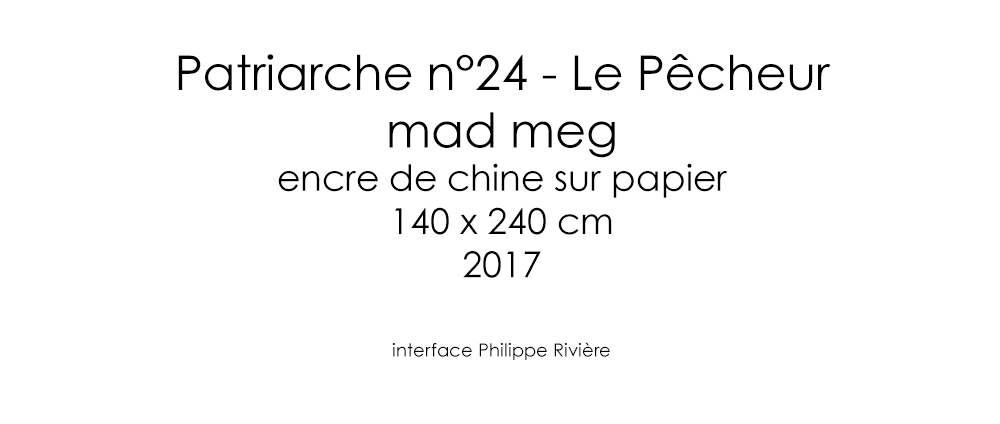 Patriarche n°24 - Le Pêcheur
mad meg
encre de chine sur papier
140 x 240 cm
2017
interface Philippe Rivière